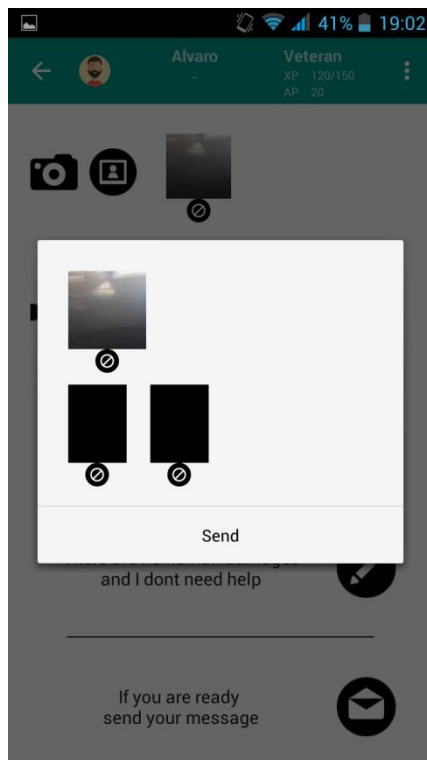 41% 19:02
Alvaro
-
Veteran
XP 120/150
AP 20
Send
and I dont need help
If you are ready
send your message